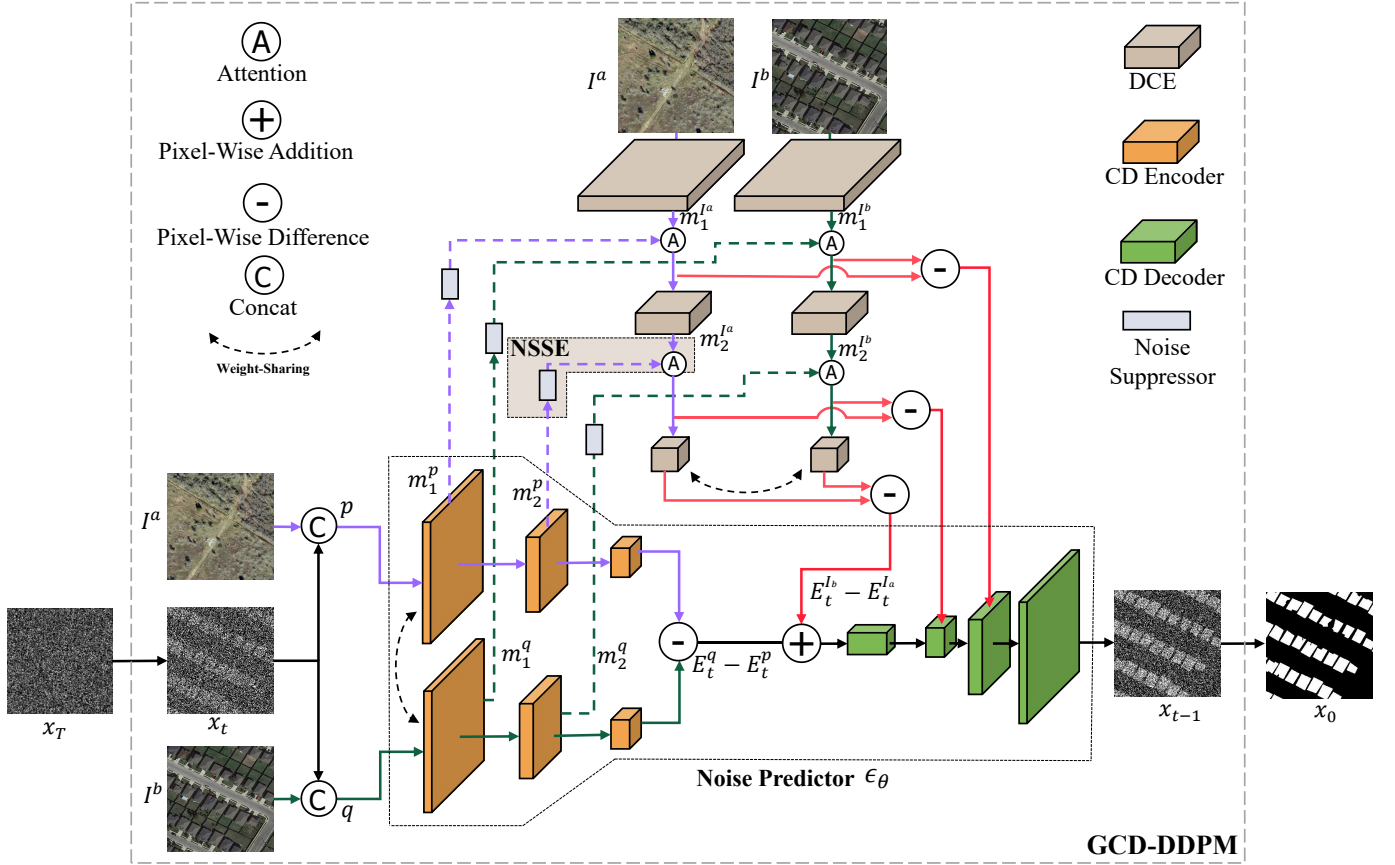 A
Attention
+
Pixel-Wise Addition
-
Pixel-Wise Difference
C
Concat
Weight-Sharing
I^a
I^b
DCE
CD Encoder
CD Decoder
Noise
Suppressor
m_1^{I^a}
m_1^{I^b}
A
A
-
m_2^{I^a}
m_2^{I^b}
NSSE
A
A
-
-
m_1^p
m_2^p
I^a
C
p
x_T
x_t
m_1^q
m_2^q
-
E_t^q − E_t^p
E_t^{I_b} − E_t^{I_a}
+
x_{t−1}
x_0
I^b
C
q
Noise Predictor ϵ_θ
GCD-DDPM